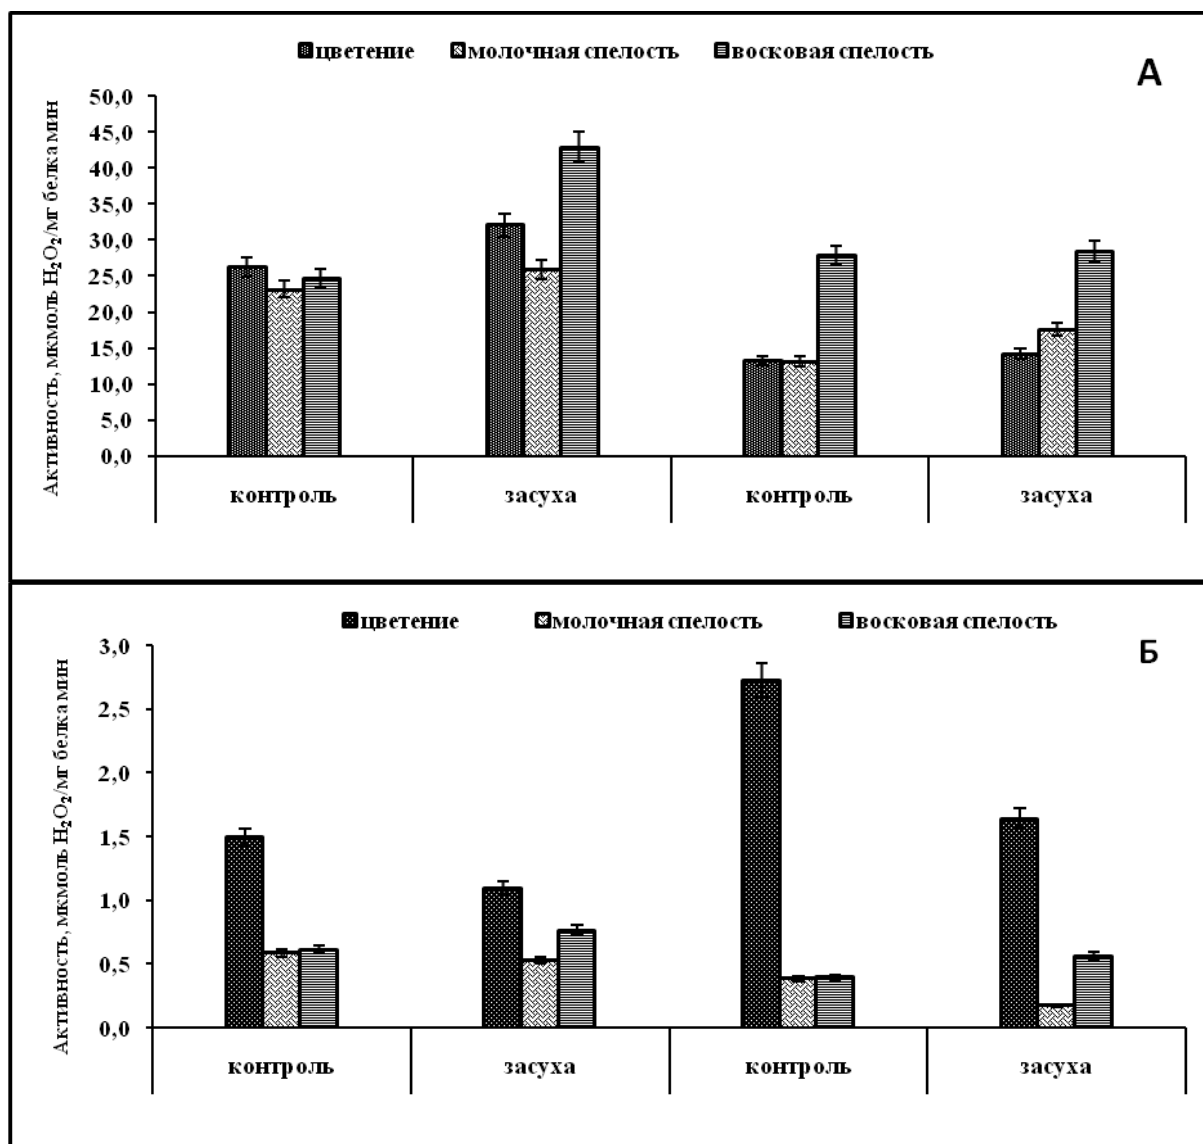 цветение молочная спелость восковая спелость
А
Активность, мкмоль H₂O₂/мг белка мин
50,0
45,0
40,0
35,0
30,0
25,0
20,0
15,0
10,0
5,0
0,0
контроль засуха контроль засуха
цветение молочная спелость восковая спелость
Б
Активность, мкмоль H₂O₂/мг белка мин
3,0
2,5
2,0
1,5
1,0
0,5
0,0
контроль засуха контроль засуха